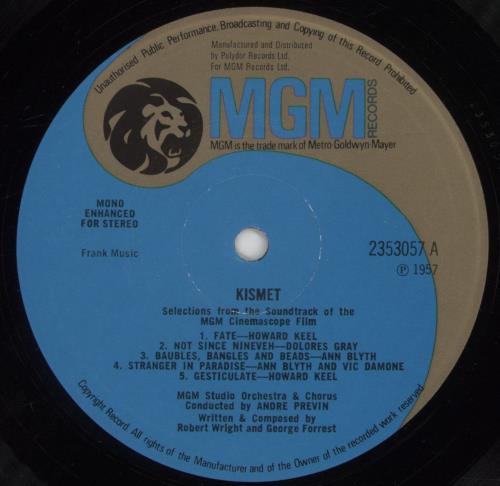 Unauthorised Public Performance, Broadcasting and Copying of this Record Prohibited
Manufactured and Distributed
by Polydor Records Ltd.
For MGM Records Ltd.
MGM
RECORDS
MGM is the trade mark of Metro-Goldwyn-Mayer
MONO
ENHANCED
FOR STEREO
Frank Music
2353057 A
Ⓟ 1957
KISMET
Selections from the Soundtrack of the
MGM Cinemascope Film
1. FATE—HOWARD KEEL
2. NOT SINCE NINEVEH—DOLORES GRAY
3. BAUBLES, BANGLES AND BEADS—ANN BLYTH
4. STRANGER IN PARADISE—ANN BLYTH AND VIC DAMONE
5. GESTICULATE—HOWARD KEEL
MGM Studio Orchestra & Chorus
Conducted by ANDRE PREVIN
Written & Composed by
Robert Wright and George Forrest
Copyright Record. All rights of the Manufacturer and of the Owner of the recorded work reserved.